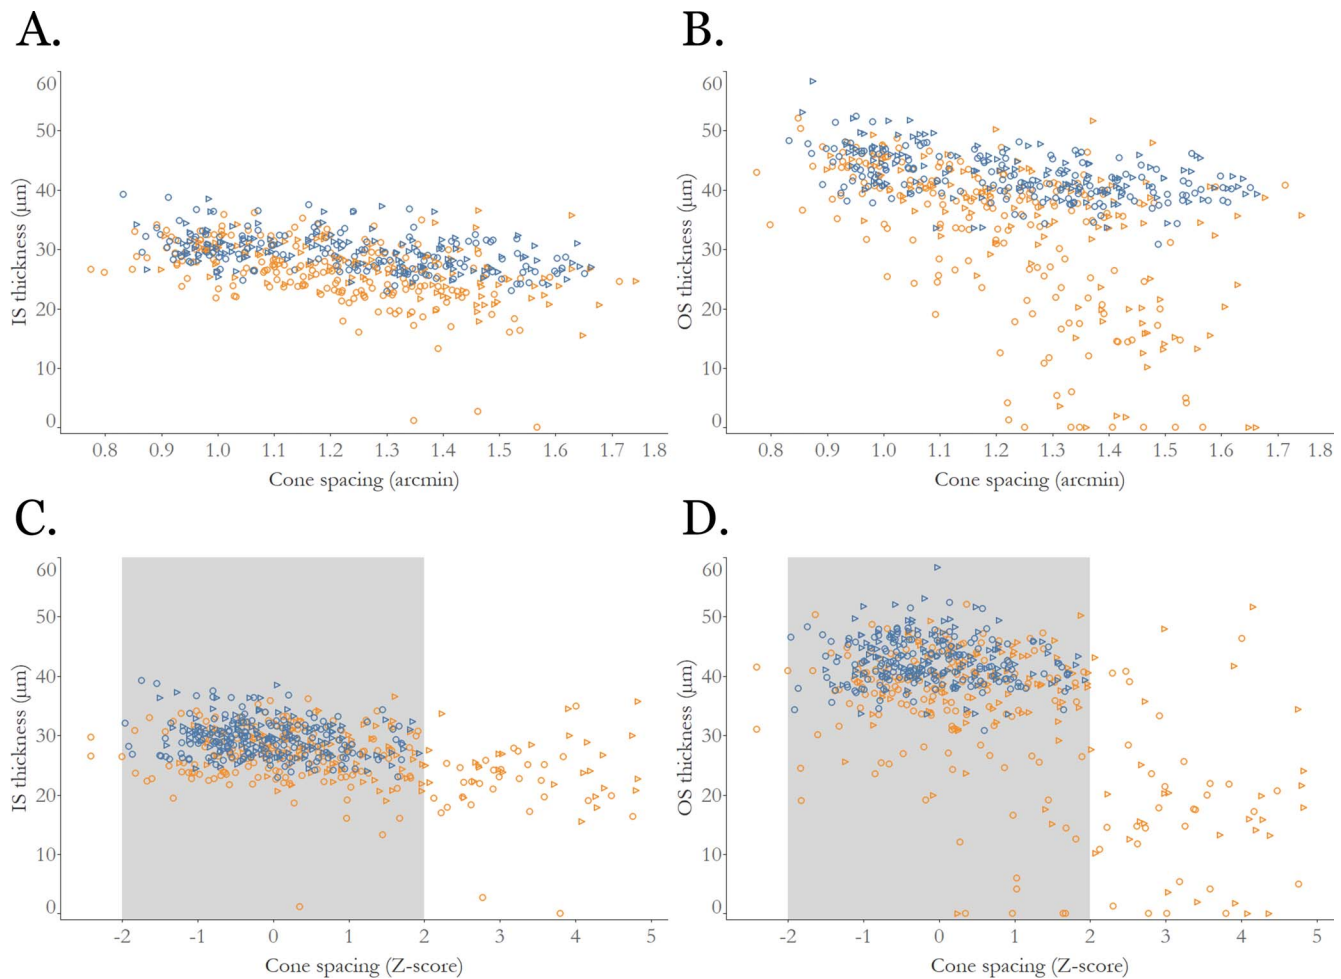 A.
B.
60
50
40
30
20
10
0
IS thickness (µm)
0.8 0.9 1.0 1.1 1.2 1.3 1.4 1.5 1.6 1.7 1.8
Cone spacing (arcmin)
60
50
40
30
20
10
0
OS thickness (µm)
0.8 0.9 1.0 1.1 1.2 1.3 1.4 1.5 1.6 1.7 1.8
Cone spacing (arcmin)
C.
D.
60
50
40
30
20
10
0
IS thickness (µm)
-2 -1 0 1 2 3 4 5
Cone spacing (Z-score)
60
50
40
30
20
10
0
OS thickness (µm)
-2 -1 0 1 2 3 4 5
Cone spacing (Z-score)